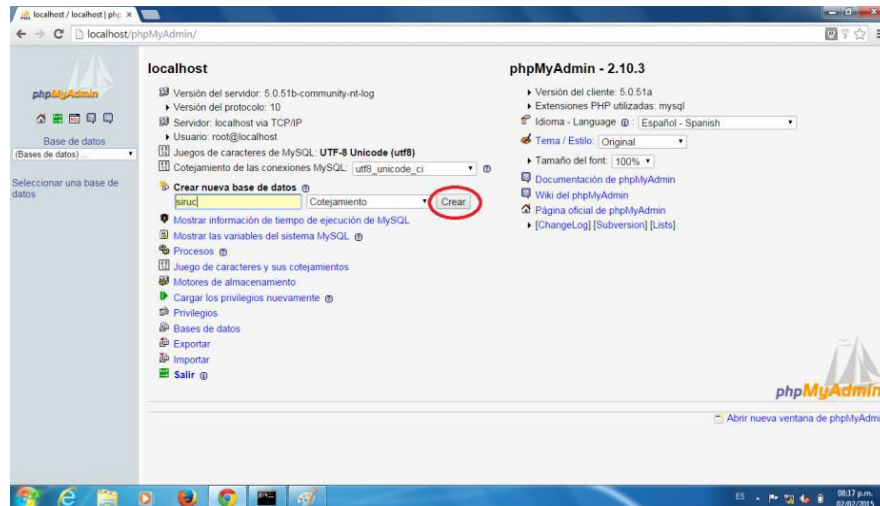 localhost / localhost | php
localhost/phpMyAdmin/
phpMyAdmin
Base de datos
(Bases de datos) ...
Seleccionar una base de
datos
localhost
Versión del servidor: 5.0.51b-community-nt-log
Versión del protocolo: 10
Servidor: localhost via TCP/IP
Usuario: root@localhost
Juegos de caracteres de MySQL: UTF-8 Unicode (utf8)
Cotejamiento de las conexiones MySQL: utf8_unicode_ci
Crear nueva base de datos
siruc Cotejamiento Crear
Mostrar información de tiempo de ejecución de MySQL
Mostrar las variables del sistema MySQL
Procesos
Juego de caracteres y sus cotejamientos
Motores de almacenamiento
Cargar los privilegios nuevamente
Privilegios
Bases de datos
Exportar
Importar
Salir
phpMyAdmin - 2.10.3
Versión del cliente: 5.0.51a
Extensiones PHP utilizadas: mysql
Idioma - Language : Español - Spanish
Tema / Estilo: Original
Tamaño del font: 100%
Documentación de phpMyAdmin
Wiki del phpMyAdmin
Página oficial de phpMyAdmin
[ChangeLog] [Subversion] [Lists]
phpMyAdmin
Abrir nueva ventana de phpMyAdmi
ES
08:17 p.m.
02/02/2015